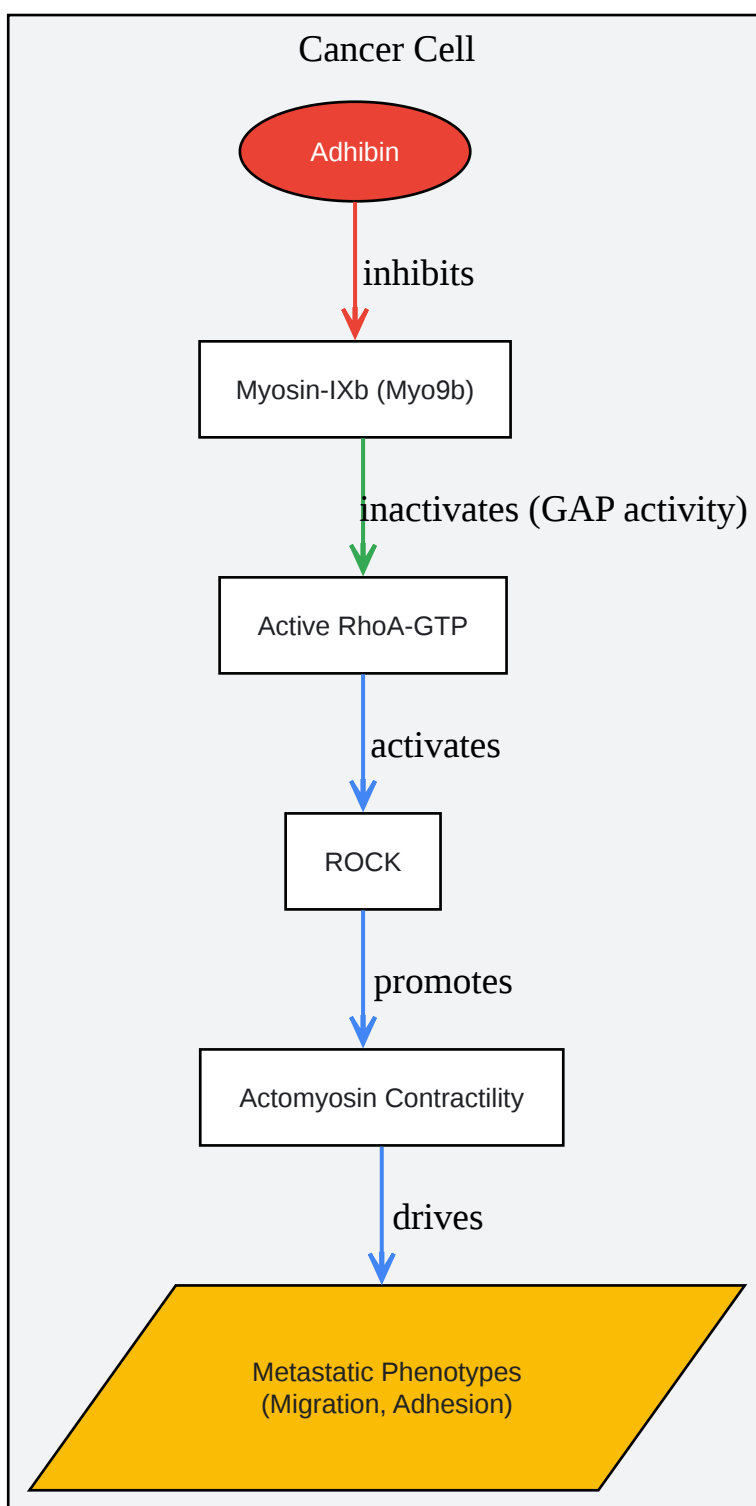 Cancer Cell
Adhibin
inhibits
Myosin-IXb (Myo9b)
inactivates (GAP activity)
Active RhoA-GTP
activates
ROCK
promotes
Actomyosin Contractility
drives
Metastatic Phenotypes
(Migration, Adhesion)